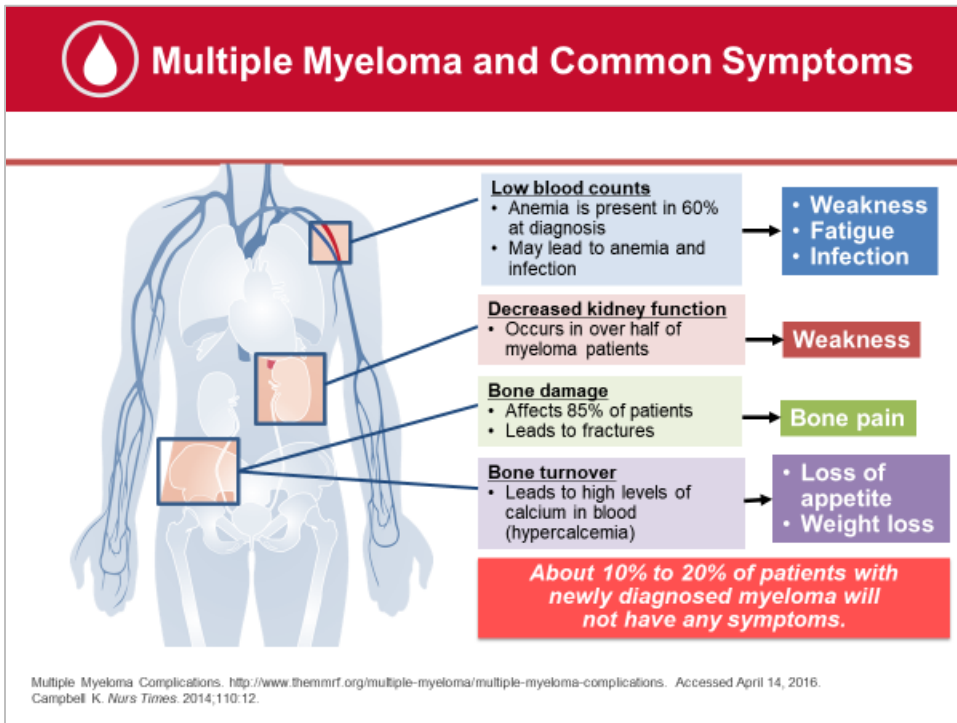 Multiple Myeloma and Common Symptoms
Low blood counts
• Anemia is present in 60%
at diagnosis
• May lead to anemia and
infection
• Weakness
• Fatigue
• Infection
Decreased kidney function
• Occurs in over half of
myeloma patients
Weakness
Bone damage
• Affects 85% of patients
• Leads to fractures
Bone pain
Bone turnover
• Leads to high levels of
calcium in blood
(hypercalcemia)
• Loss of
appetite
• Weight loss
About 10% to 20% of patients with
newly diagnosed myeloma will
not have any symptoms.
Multiple Myeloma Complications. http://www.themmrf.org/multiple-myeloma/multiple-myeloma-complications. Accessed April 14, 2016.
Campbell K. Nurs Times. 2014;110:12.